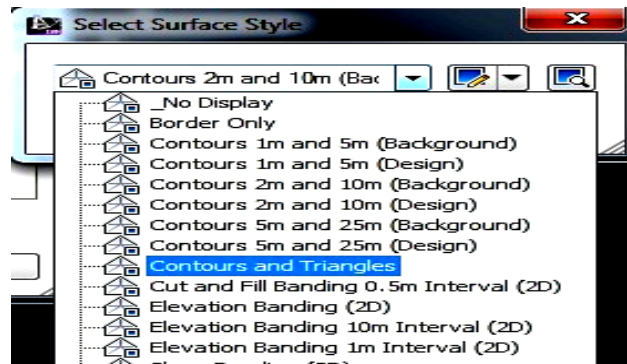 Select Surface Style
Contours 2m and 10m (Bac
_No Display
Border Only
Contours 1m and 5m (Background)
Contours 1m and 5m (Design)
Contours 2m and 10m (Background)
Contours 2m and 10m (Design)
Contours 5m and 25m (Background)
Contours 5m and 25m (Design)
Contours and Triangles
Cut and Fill Banding 0.5m Interval (2D)
Elevation Banding (2D)
Elevation Banding 10m Interval (2D)
Elevation Banding 1m Interval (2D)